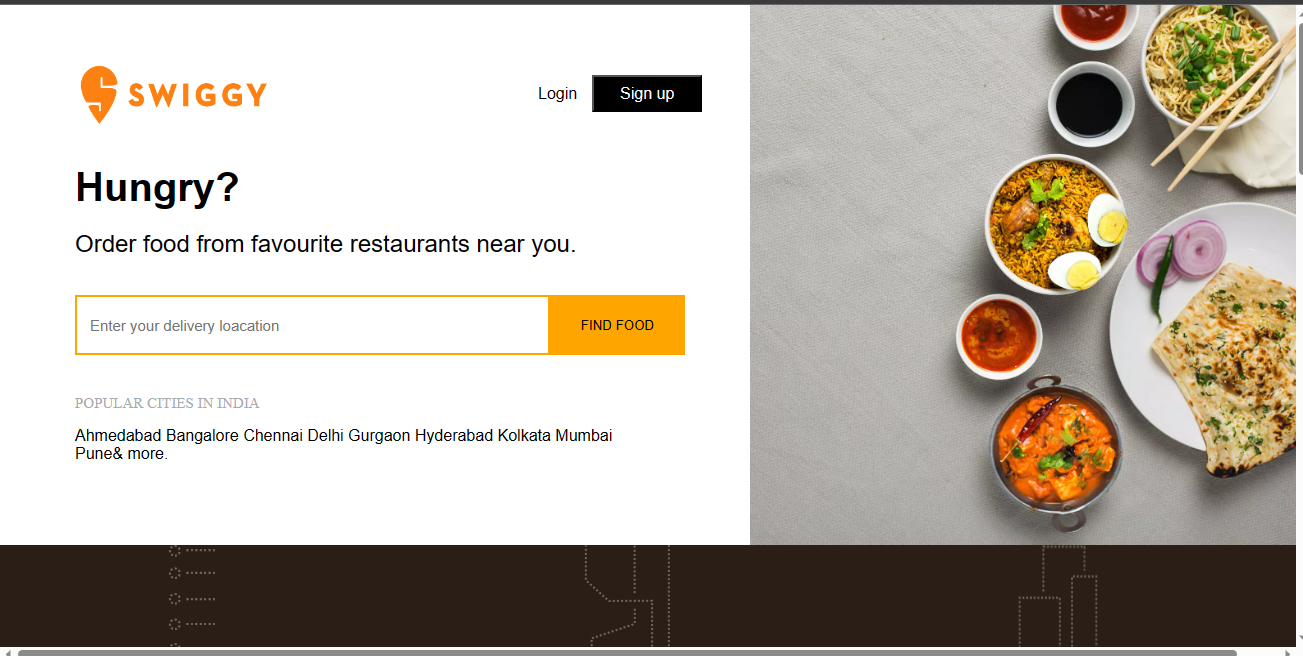 SWIGGY
Login
Sign up
Hungry?
Order food from favourite restaurants near you.
Enter your delivery loacation
FIND FOOD
POPULAR CITIES IN INDIA
Ahmedabad Bangalore Chennai Delhi Gurgaon Hyderabad Kolkata Mumbai
Pune& more.